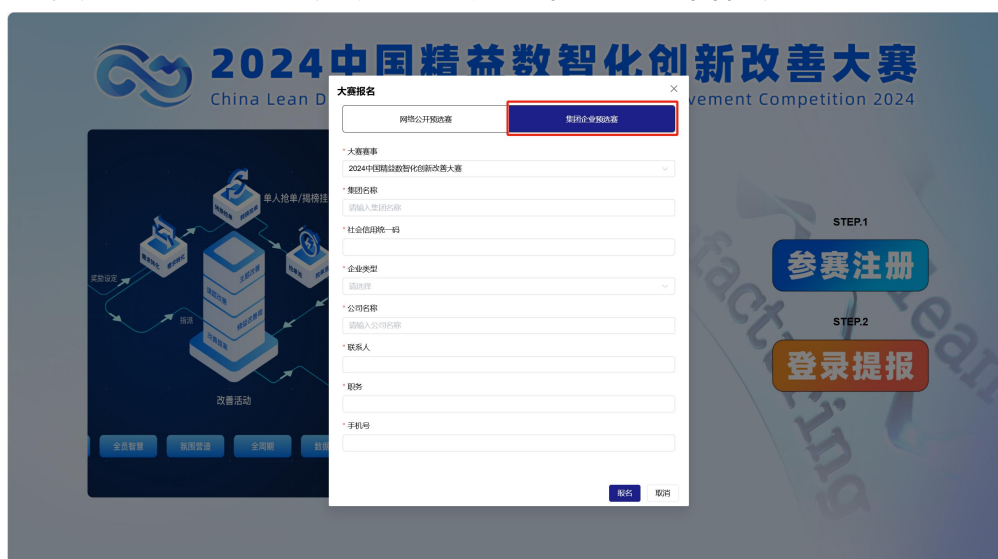 2024中国精益数智化创新改善大赛
China Lean D
vement Competition 2024
大赛报名
网络公开预选赛
集团企业预选赛
* 大赛赛事
2024中国精益数智化创新改善大赛
* 集团名称
请输入集团名称
* 社会信用统一码
* 企业类型
请选择
* 公司名称
请输入公司名称
* 联系人
* 职务
* 手机号
报名
取消
单人抢单/揭榜挂
奖励设定
指派
改善活动
全员智慧
氛围营造
全周期
数据
STEP.1
参赛注册
STEP.2
登录提报
Lean